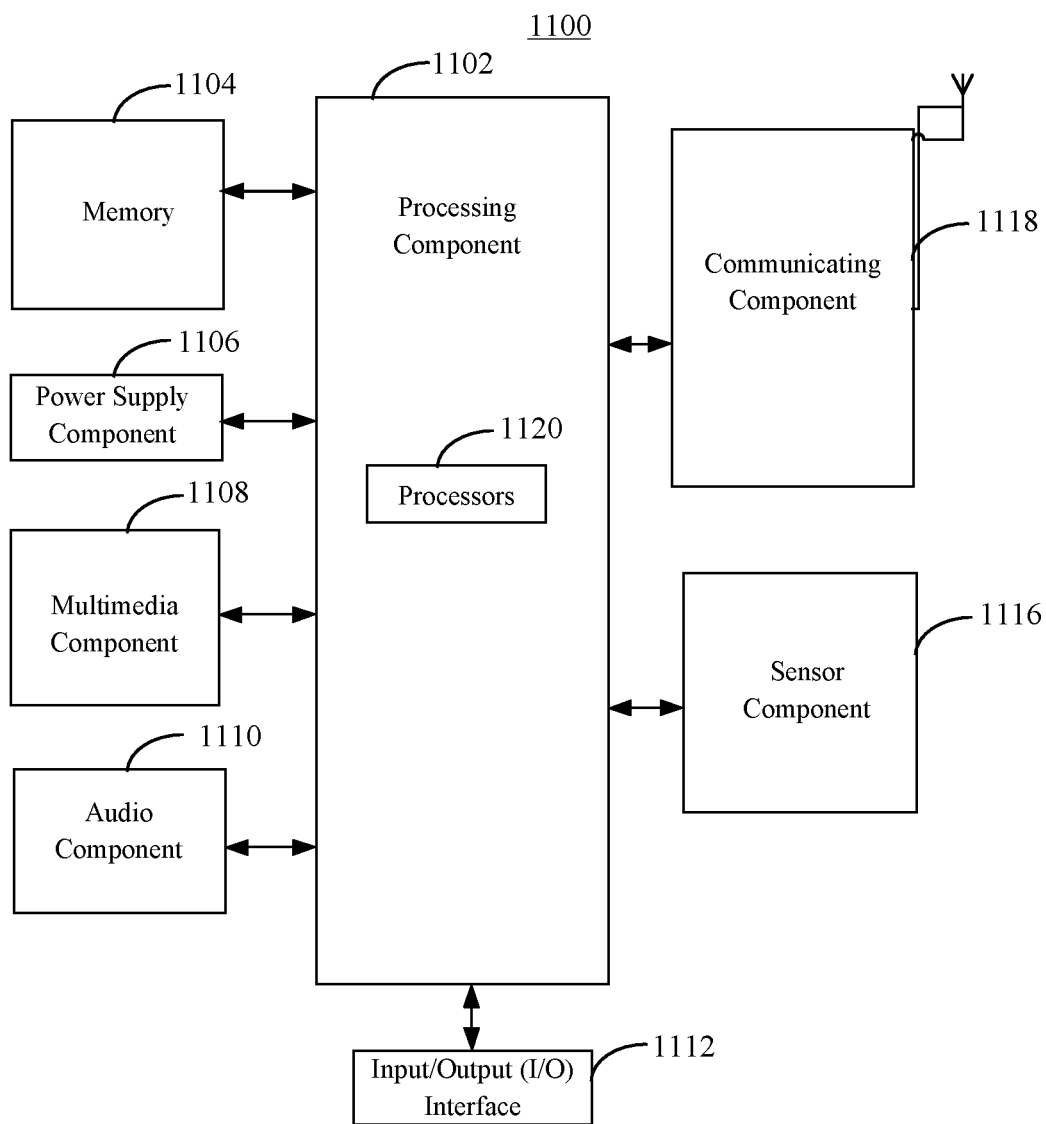 1100
1102
1104
Memory
Processing
Component
1118
Communicating
Component
1106
Power Supply
Component
1120
Processors
1108
Multimedia
Component
1116
Sensor
Component
1110
Audio
Component
1112
Input/Output (I/O)
Interface